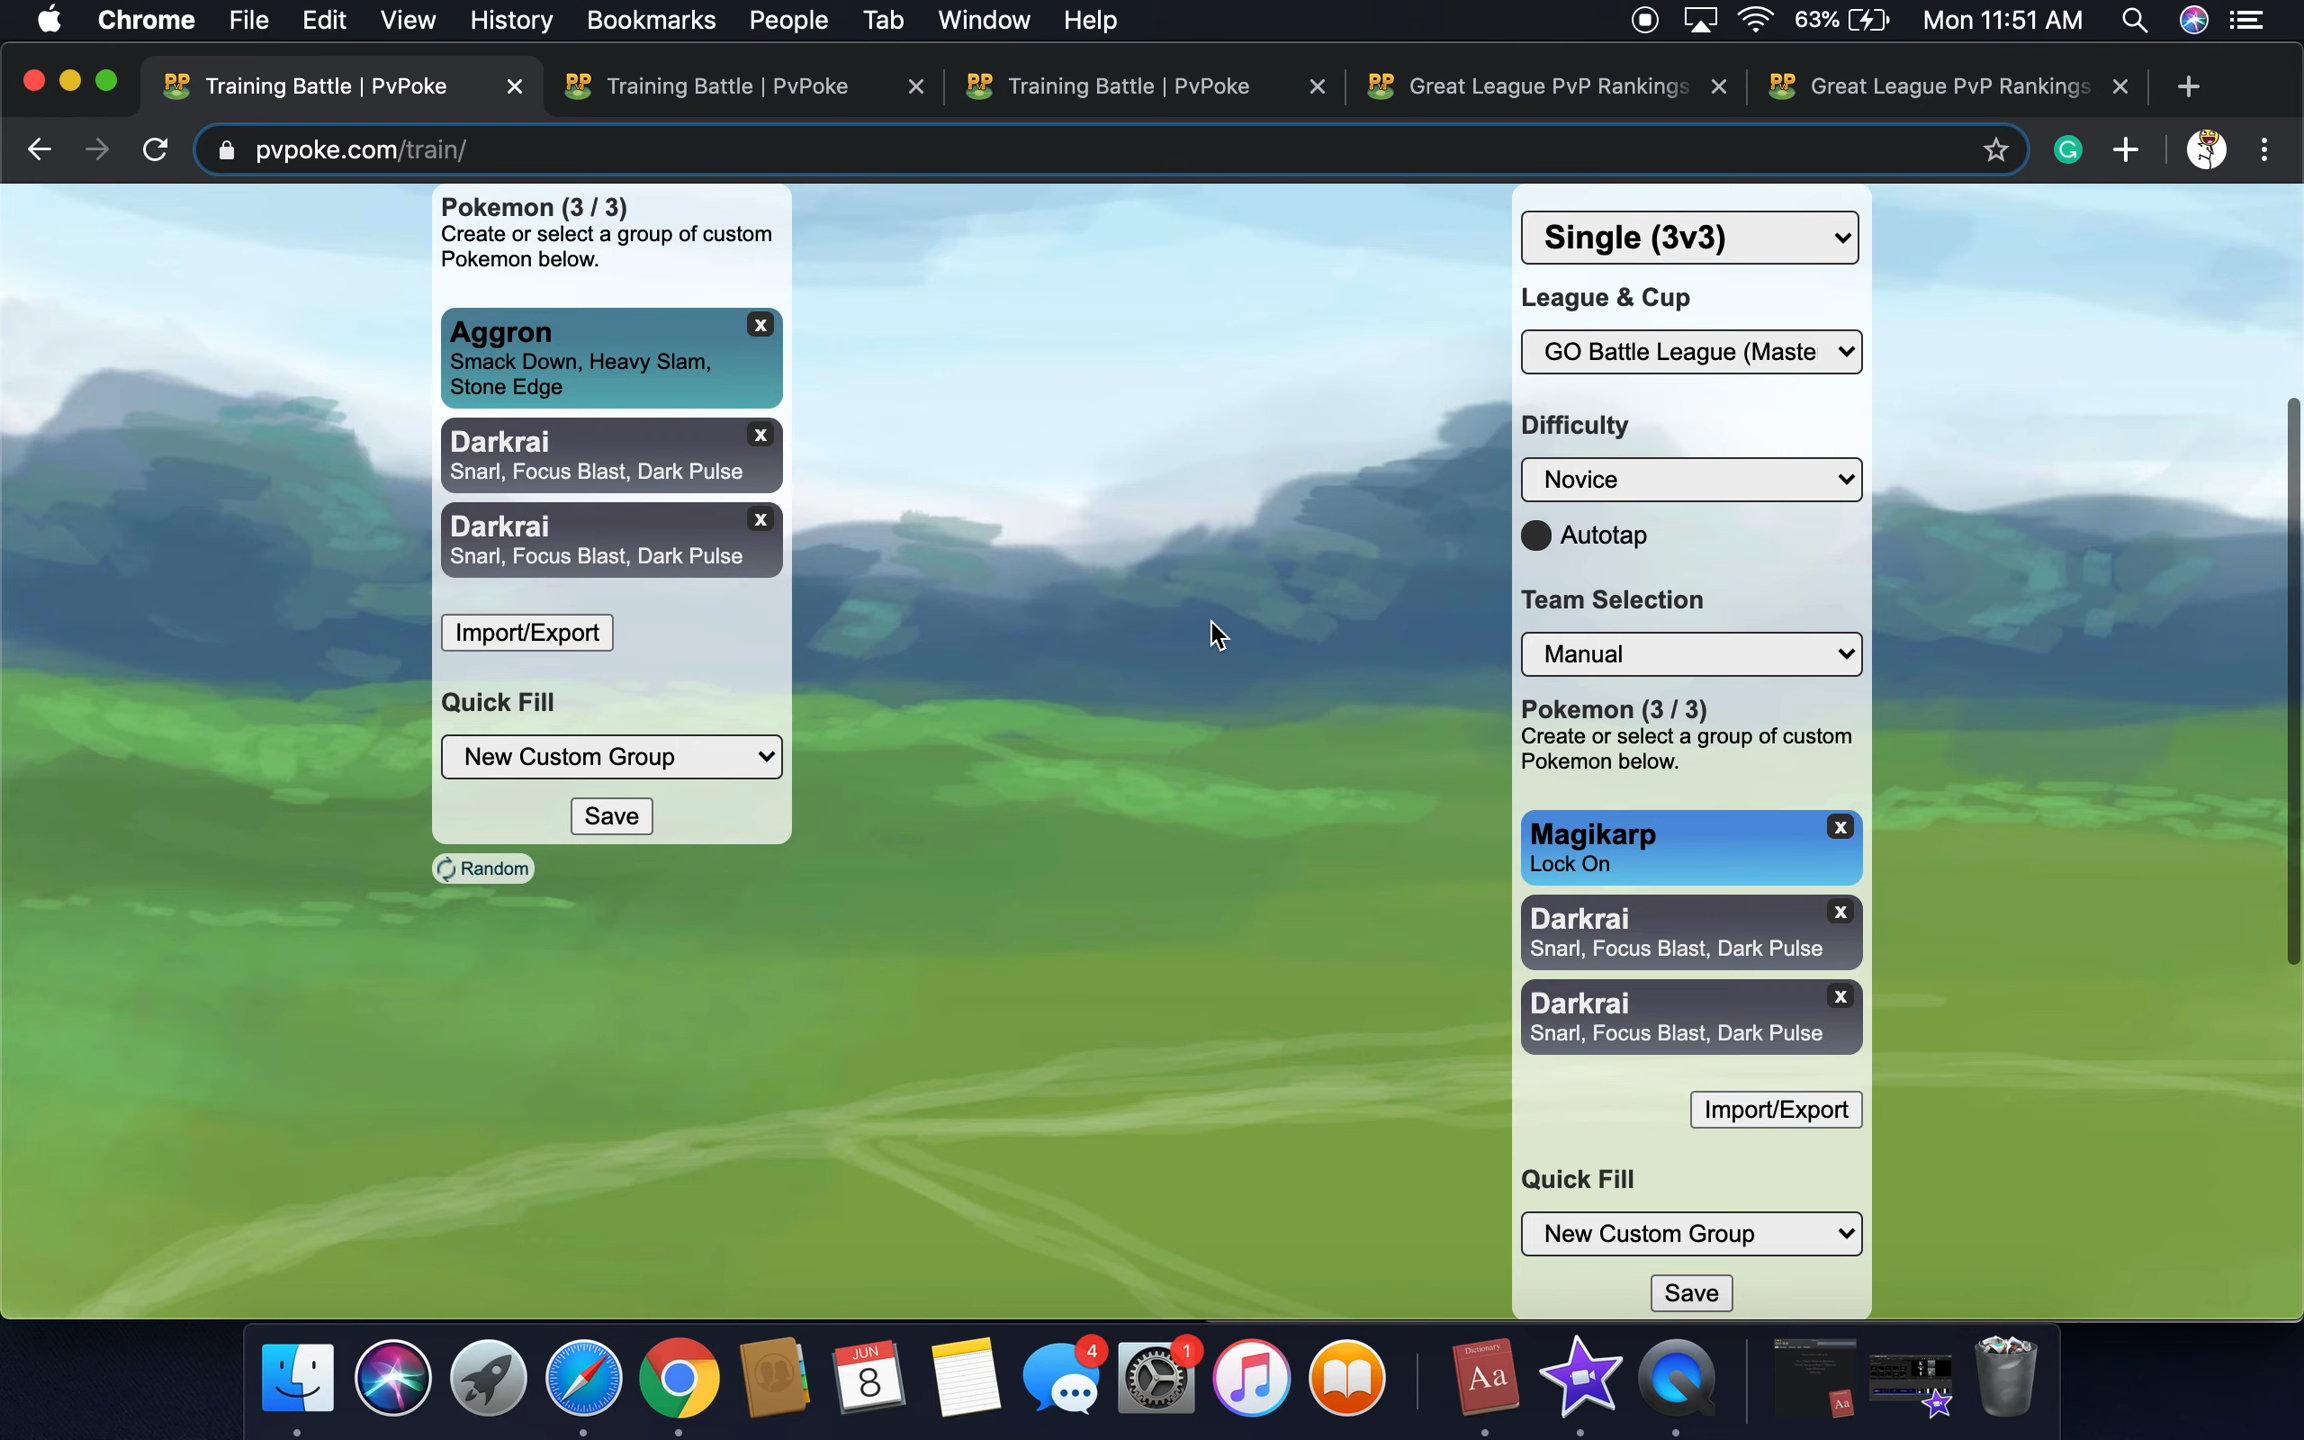 Chrome File Edit View History Bookmarks People Tab Window Help 63% Mon 11:51 AM
Training Battle | PvPoke Training Battle | PvPoke Training Battle | PvPoke Great League PvP Rankings Great League PvP Rankings
pvpoke.com/train/
Pokemon (3 / 3)
Create or select a group of custom
Pokemon below.
Aggron x
Smack Down, Heavy Slam,
Stone Edge
Darkrai x
Snarl, Focus Blast, Dark Pulse
Darkrai x
Snarl, Focus Blast, Dark Pulse
Import/Export
Quick Fill
New Custom Group
Save
Random
Single (3v3)
League & Cup
GO Battle League (Maste
Difficulty
Novice
Autotap
Team Selection
Manual
Pokemon (3 / 3)
Create or select a group of custom
Pokemon below.
Magikarp x
Lock On
Darkrai x
Snarl, Focus Blast, Dark Pulse
Darkrai x
Snarl, Focus Blast, Dark Pulse
Import/Export
Quick Fill
New Custom Group
Save
JUN
8
4
1
Dictionary
Aa
Aa